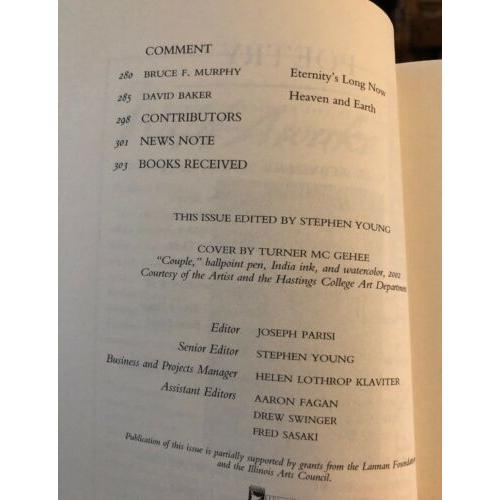 COMMENT
280 BRUCE F. MURPHY Eternity's Long Now
285 DAVID BAKER Heaven and Earth
298 CONTRIBUTORS
301 NEWS NOTE
303 BOOKS RECEIVED
THIS ISSUE EDITED BY STEPHEN YOUNG
COVER BY TURNER MC GEHEE
"Couple," ballpoint pen, India ink, and watercolor, 2002
Courtesy of the Artist and the Hastings College Art Department
Editor JOSEPH PARISI
Senior Editor STEPHEN YOUNG
Business and Projects Manager HELEN LOTHROP KLAVITER
Assistant Editors AARON FAGAN
DREW SWINGER
FRED SASAKI
Publication of this issue is partially supported by grants from the Lannan Foundation
and the Illinois Arts Council.
POETRY